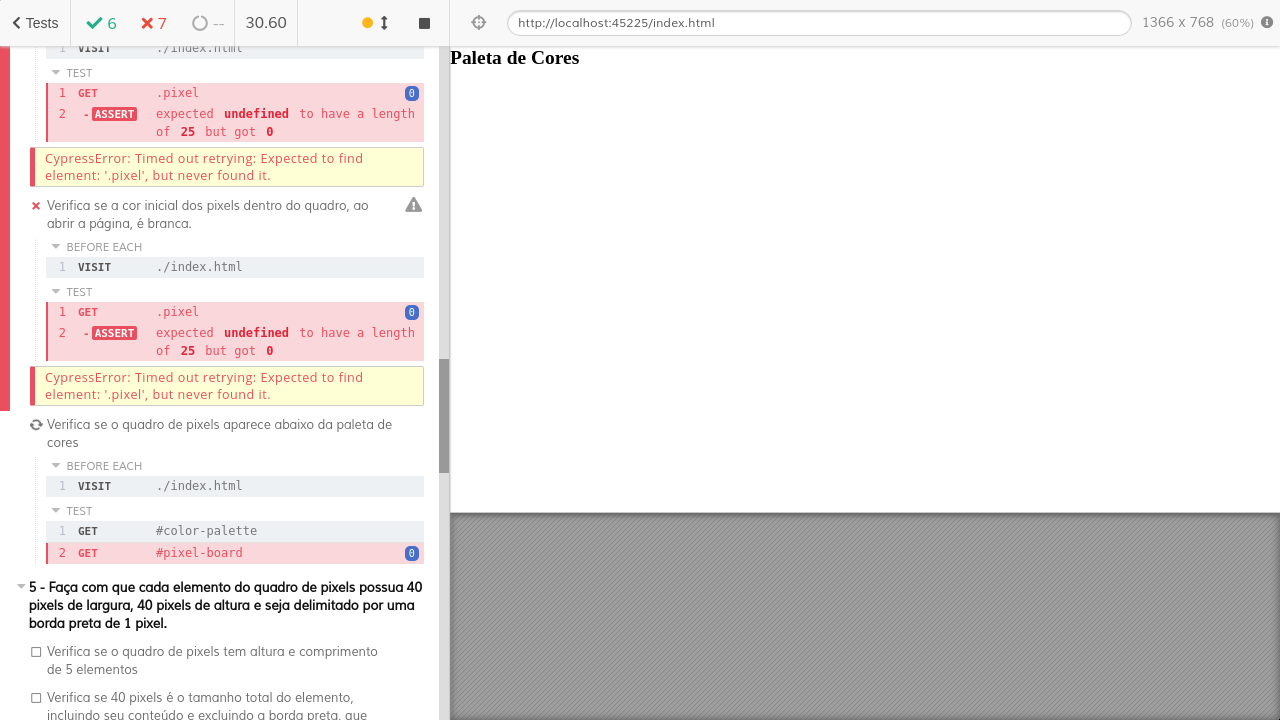 Tests
6
7
--
30.60
http://localhost:45225/index.html
1366 x 768 (60%)
1 VISIT ./index.html
TEST
1 GET .pixel 0
2 -ASSERT expected undefined to have a length
of 25 but got 0
CypressError: Timed out retrying: Expected to find
element: '.pixel', but never found it.
Verifica se a cor inicial dos pixels dentro do quadro, ao
abrir a página, é branca.
BEFORE EACH
1 VISIT ./index.html
TEST
1 GET .pixel 0
2 -ASSERT expected undefined to have a length
of 25 but got 0
CypressError: Timed out retrying: Expected to find
element: '.pixel', but never found it.
Verifica se o quadro de pixels aparece abaixo da paleta de
cores
BEFORE EACH
1 VISIT ./index.html
TEST
1 GET #color-palette
2 GET #pixel-board 0
5 - Faça com que cada elemento do quadro de pixels possua 40
pixels de largura, 40 pixels de altura e seja delimitado por uma
borda preta de 1 pixel.
Verifica se o quadro de pixels tem altura e comprimento
de 5 elementos
Verifica se 40 pixels é o tamanho total do elemento,
incluindo seu conteúdo e excluindo a borda preta, que
Paleta de Cores